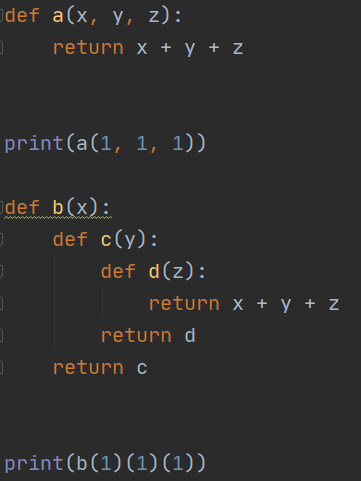 def a(x, y, z):
    return x + y + z
print(a(1, 1, 1))
def b(x):
    def c(y):
        def d(z):
            return x + y + z
        return d
    return c
print(b(1)(1)(1))